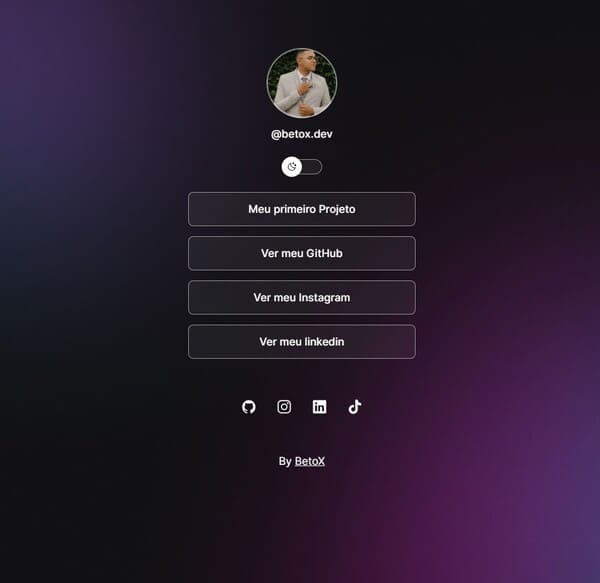 @betox.dev
Meu primeiro Projeto
Ver meu GitHub
Ver meu Instagram
Ver meu linkedin
By BetoX